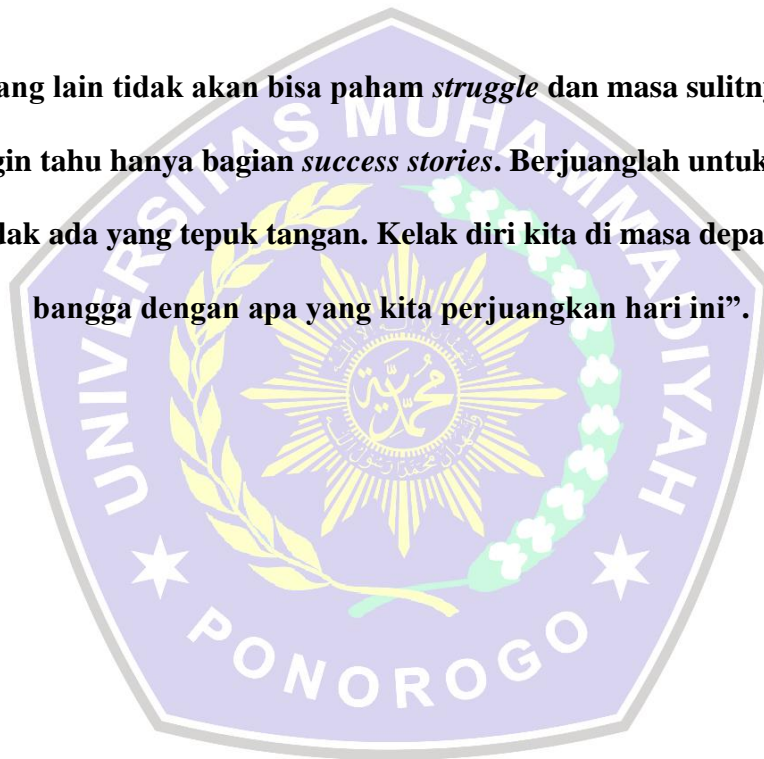 ang lain tidak akan bisa paham struggle dan masa sulitny
gin tahu hanya bagian success stories. Berjuanglah untuk
dak ada yang tepuk tangan. Kelak diri kita di masa depa
bangga dengan apa yang kita perjuangkan hari ini”.
UNIVERSITAS MUHAMMADIYAH
PONOROGO
محمدية